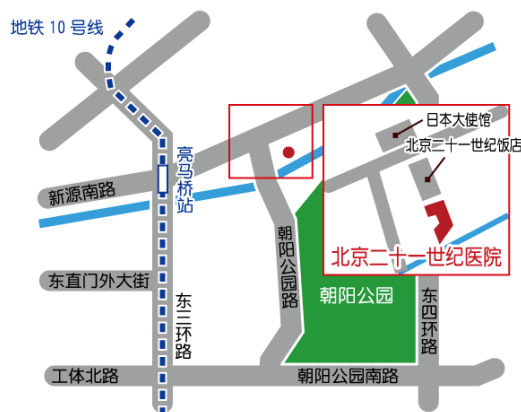 地铁 10 号线
日本大使馆
北京二十一世纪饭店
亮马桥站
新源南路
北京二十一世纪医院
朝阳公园路
东直门外大街
朝阳公园
东三环路
东四环路
工体北路
朝阳公园南路